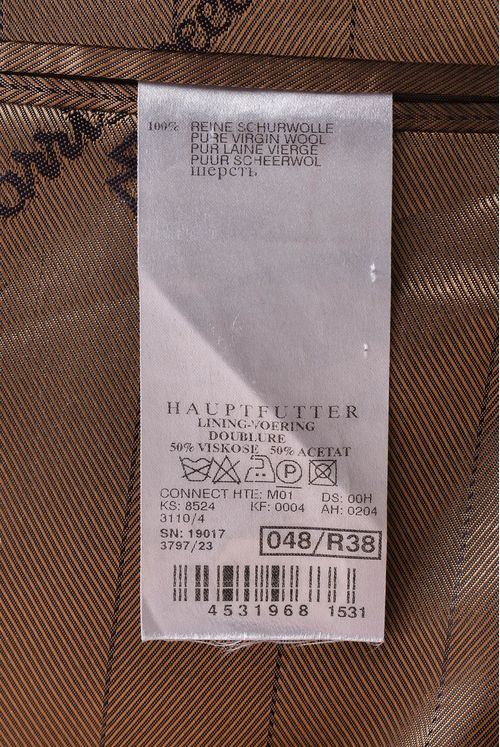 100% REINE SCHURWOLLE
PURE VIRGIN WOOL
PUR LAINE VIERGE
PUUR SCHEERWOL
шерсть
HAUPTFUTTER
LINING-VOERING
DOUBLURE
50% VISKOSE 50% ACETAT
P
CONNECT HTE: M01 DS: 00H
KS: 8524 KF: 0004 AH: 0204
3110/4
SN: 19017
3797/23 048/R38
4531968 1531